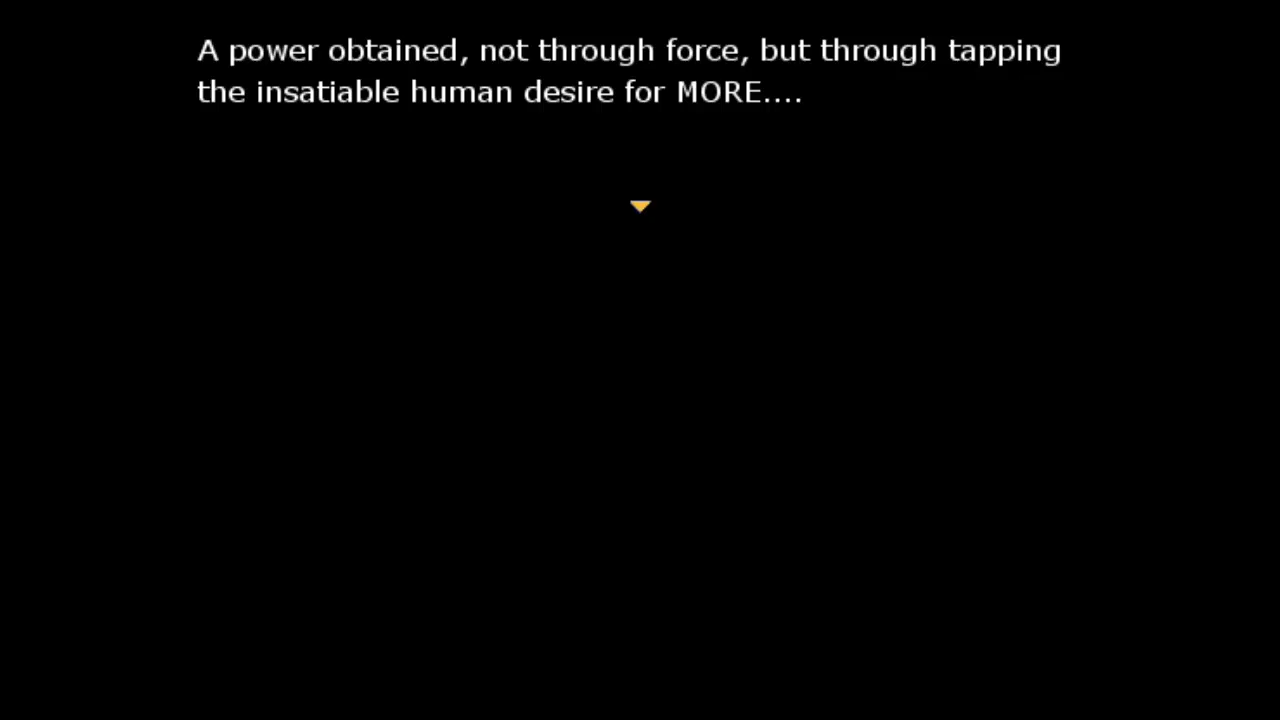 A power obtained, not through force, but through tapping
the insatiable human desire for MORE....